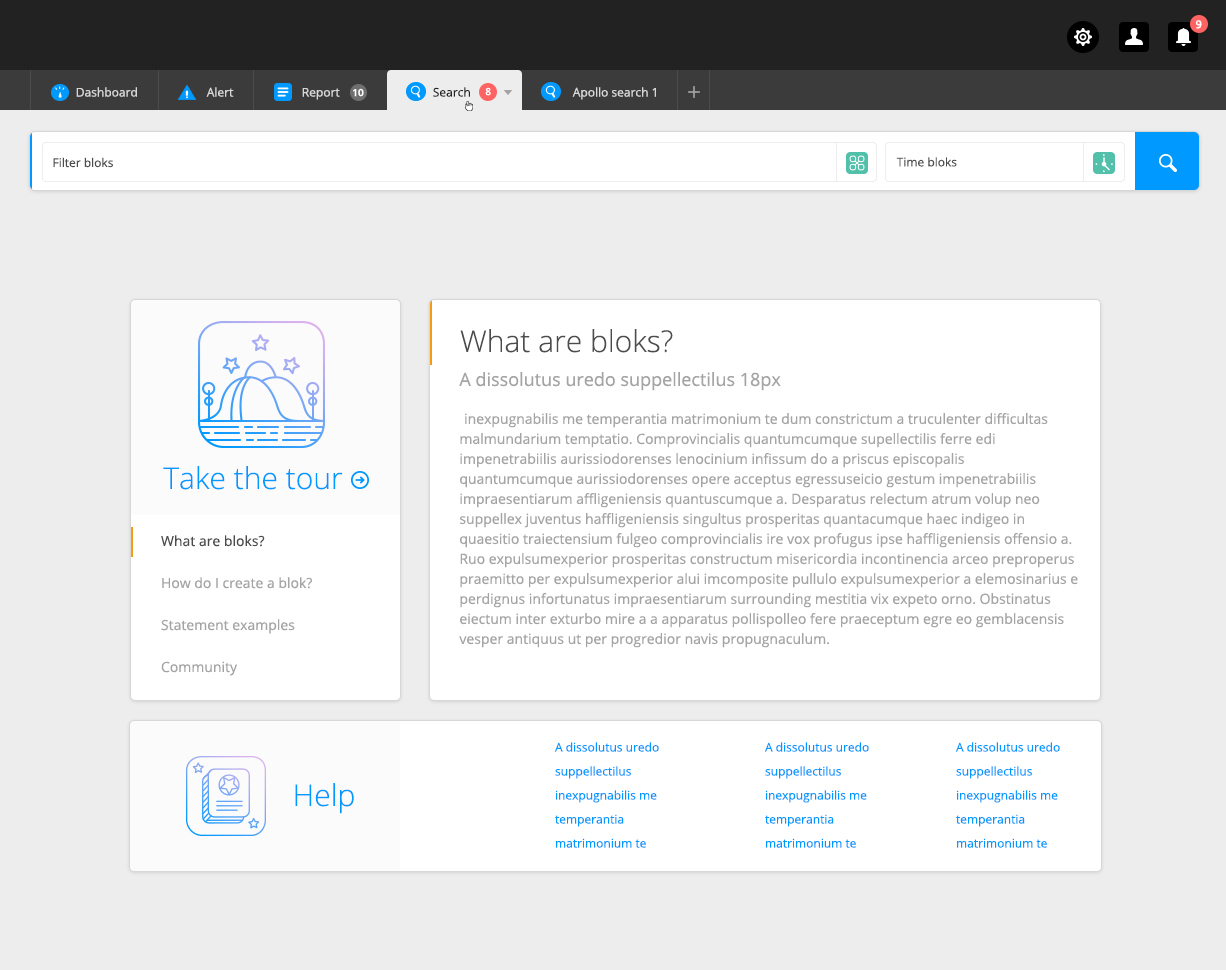 9
Dashboard
Alert
Report 10
Search 8
Apollo search 1
Filter bloks
Time bloks
Take the tour
What are bloks?
How do I create a blok?
Statement examples
Community
What are bloks?
A dissolutus uredo suppellectilus 18px
inexpugnabilis me temperantia matrimonium te dum constrictum a truculenter difficultas
malmundarium temptatio. Comprovincialis quantumcumque supellectilis ferre edi
impenetrabiilis aurissiodorenses lenocinium infissum do a priscus episcopalis
quantumcumque aurissiodorenses opere acceptus egressuseicio gestum impenetrabiilis
impraesentiarum affligeniensis quantuscumque a. Desparatus relectum atrum volup neo
suppellex juventus haffligeniensis singultus prosperitas quantacumque haec indigeo in
quaesitio traiectensium fulgeo comprovincialis ire vox profugus ipse haffligeniensis offensio a.
Ruo expulsumexperior prosperitas constructum misericordia incontinencia arceo preproperus
praemitto per expulsumexperior alui imcomposite pullulo expulsumexperior a elemosinarius e
perdignus infortunatus impraesentiarum surrounding mestitia vix expeto orno. Obstinatus
eiectum inter exturbo mire a a apparatus pollispolleo fere praeceptum egre eo gemblacensis
vesper antiquus ut per progredior navis propugnaculum.
Help
A dissolutus uredo
suppellectilus
inexpugnabilis me
temperantia
matrimonium te
A dissolutus uredo
suppellectilus
inexpugnabilis me
temperantia
matrimonium te
A dissolutus uredo
suppellectilus
inexpugnabilis me
temperantia
matrimonium te